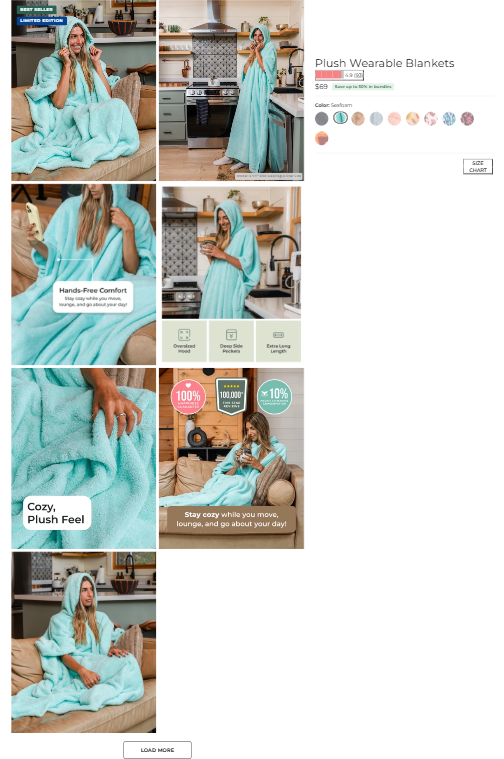 BEST SELLER
LIMITED EDITION
Plush Wearable Blankets
4.9
$69
Save up to 50% in bundles
Color: Seafoam
SIZE
CHART
Hands-Free Comfort
Stay cozy while you move,
lounge, and go about your day!
Oversized
Hood
Deep Side
Pockets
Extra Long
Length
Cozy,
Plush Feel
100%
100,000+
10%
Stay cozy while you move,
lounge, and go about your day!
LOAD MORE